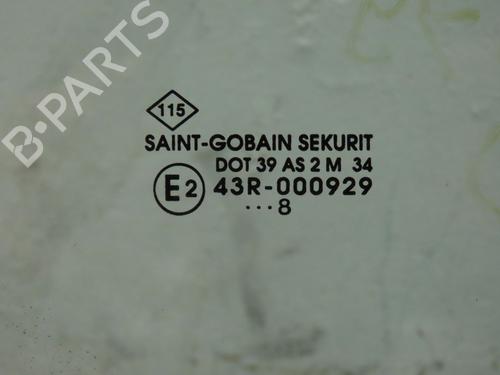 B-PARTS
115
SAINT-GOBAIN SEKURIT
DOT 39 AS 2 M 34
E2 43R-000929
...8